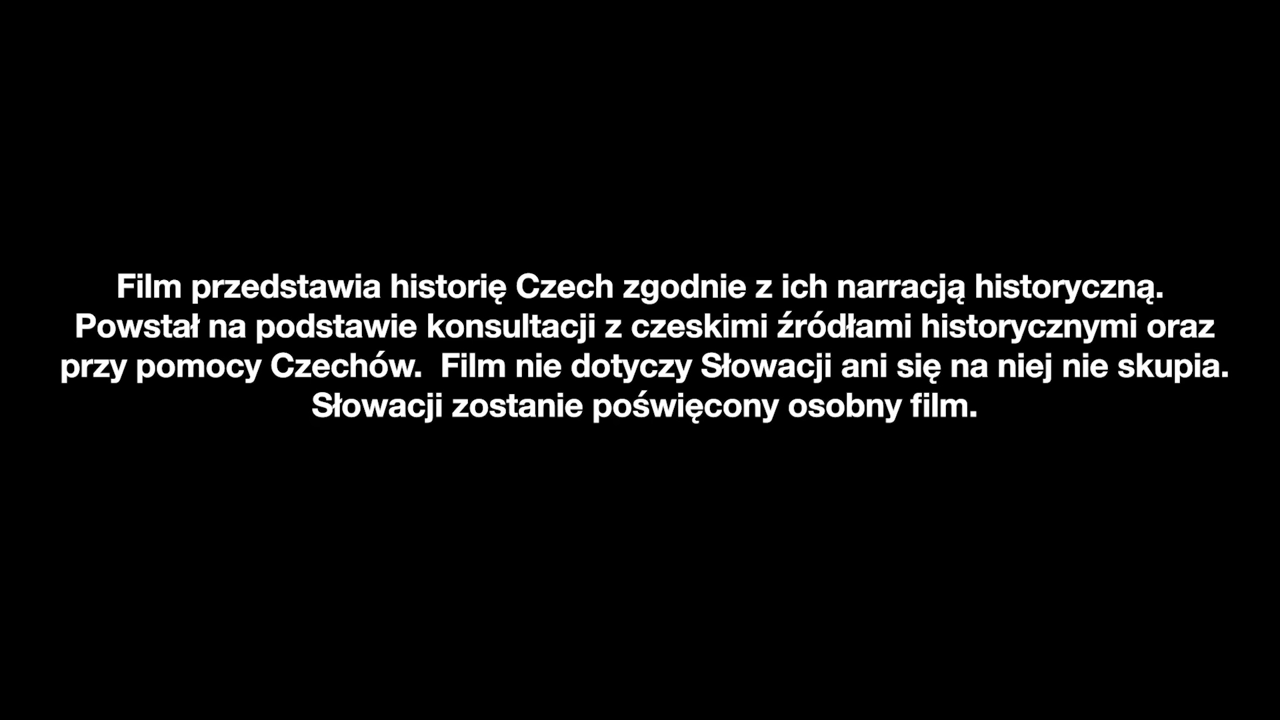 Film przedstawia historię Czech zgodnie z ich narracją historyczną.
Powstał na podstawie konsultacji z czeskimi źródłami historycznymi oraz
przy pomocy Czechów.  Film nie dotyczy Słowacji ani się na niej nie skupia.
Słowacji zostanie poświęcony osobny film.